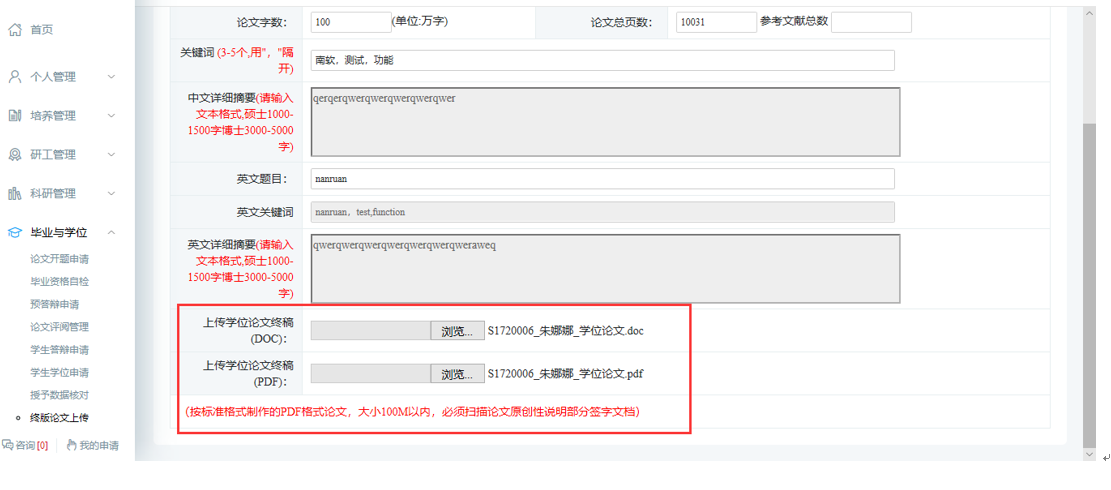 首页
个人管理
培养管理
研工管理
科研管理
毕业与学位
论文开题申请
毕业资格自检
预答辩申请
论文评阅管理
学生答辩申请
学生学位申请
授予数据核对
终版论文上传
咨询[0] 我的申请
论文字数： 100 (单位:万字) 论文总页数： 10031 参考文献总数
关键词 (3-5个,用"，"隔
开)
南软，测试，功能
中文详细摘要(请输入
文本格式,硕士1000-
1500字博士3000-5000
字)
qerqerqwerqwerqwerqwerqwer
英文题目： nanruan
英文关键词 nanruan，test,function
英文详细摘要(请输入
文本格式,硕士1000-
1500字博士3000-5000
字)
qwerqwerqwerqwerqwerqwerqweraweq
上传学位论文终稿
(DOC)：
浏览... S1720006_朱娜娜_学位论文.doc
上传学位论文终稿
(PDF)：
浏览... S1720006_朱娜娜_学位论文.pdf
（按标准格式制作的PDF格式论文，大小100M以内，必须扫描论文原创性说明部分签字文档）